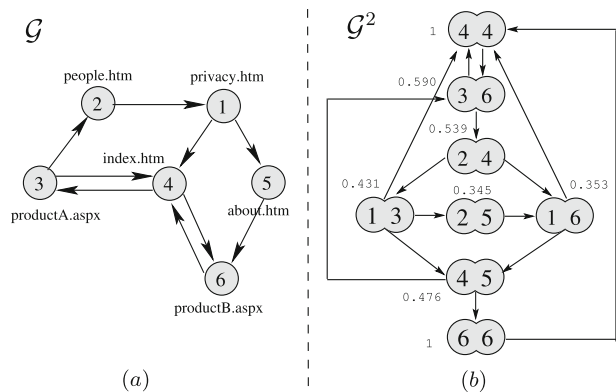 G
people.htm
privacy.htm
2
1
index.htm
3
4
5
productA.aspx
about.htm
6
productB.aspx
(a)
G²
1
4 4
0.590
3 6
0.539
2 4
0.431
0.345
0.353
1 3
2 5
1 6
4 5
0.476
6 6
1
(b)